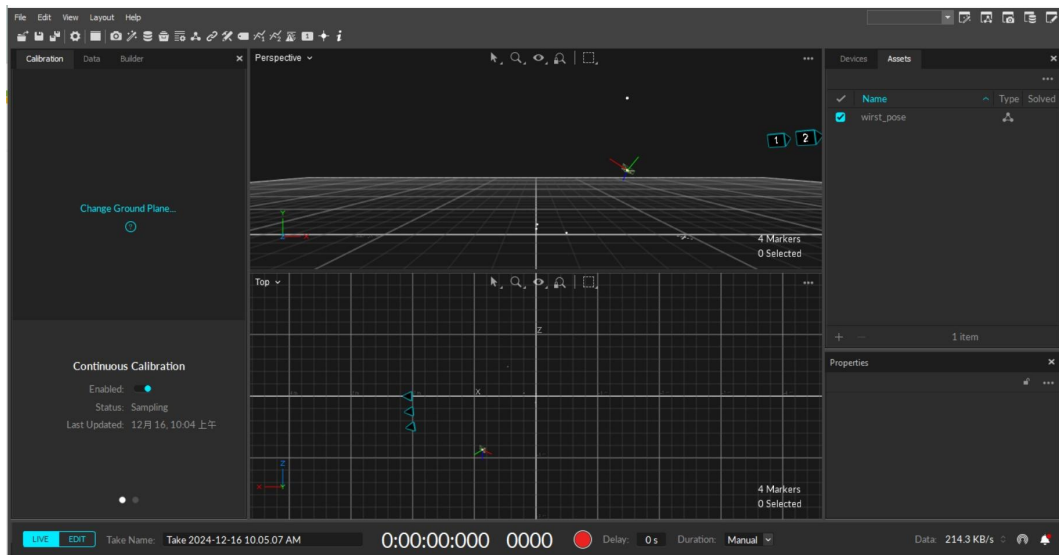 File Edit View Layout Help
Calibration Data Builder
Change Ground Plane...
Continuous Calibration
Enabled:
Status: Sampling
Last Updated: 12月 16, 10:04 上午
Perspective
1 2
4 Markers
0 Selected
Top
Z
X
4 Markers
0 Selected
Devices Assets
Name Type Solved
wirst_pose
1 item
Properties
LIVE EDIT Take Name: Take 2024-12-16 10.05.07 AM 0:00:00:000 0000 Delay: 0 s Duration: Manual Data: 214.3 KB/s